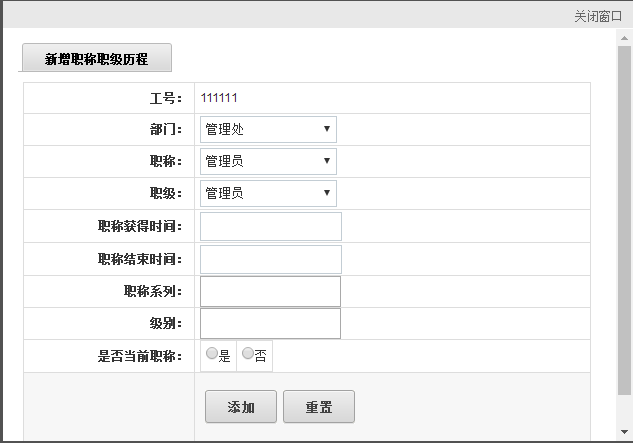 关闭窗口
新增职称职级历程
工号： 111111
部门： 管理处
职称： 管理员
职级： 管理员
职称获得时间：
职称结束时间：
职称系列：
级别：
是否当前职称： 是 否
添加 重置